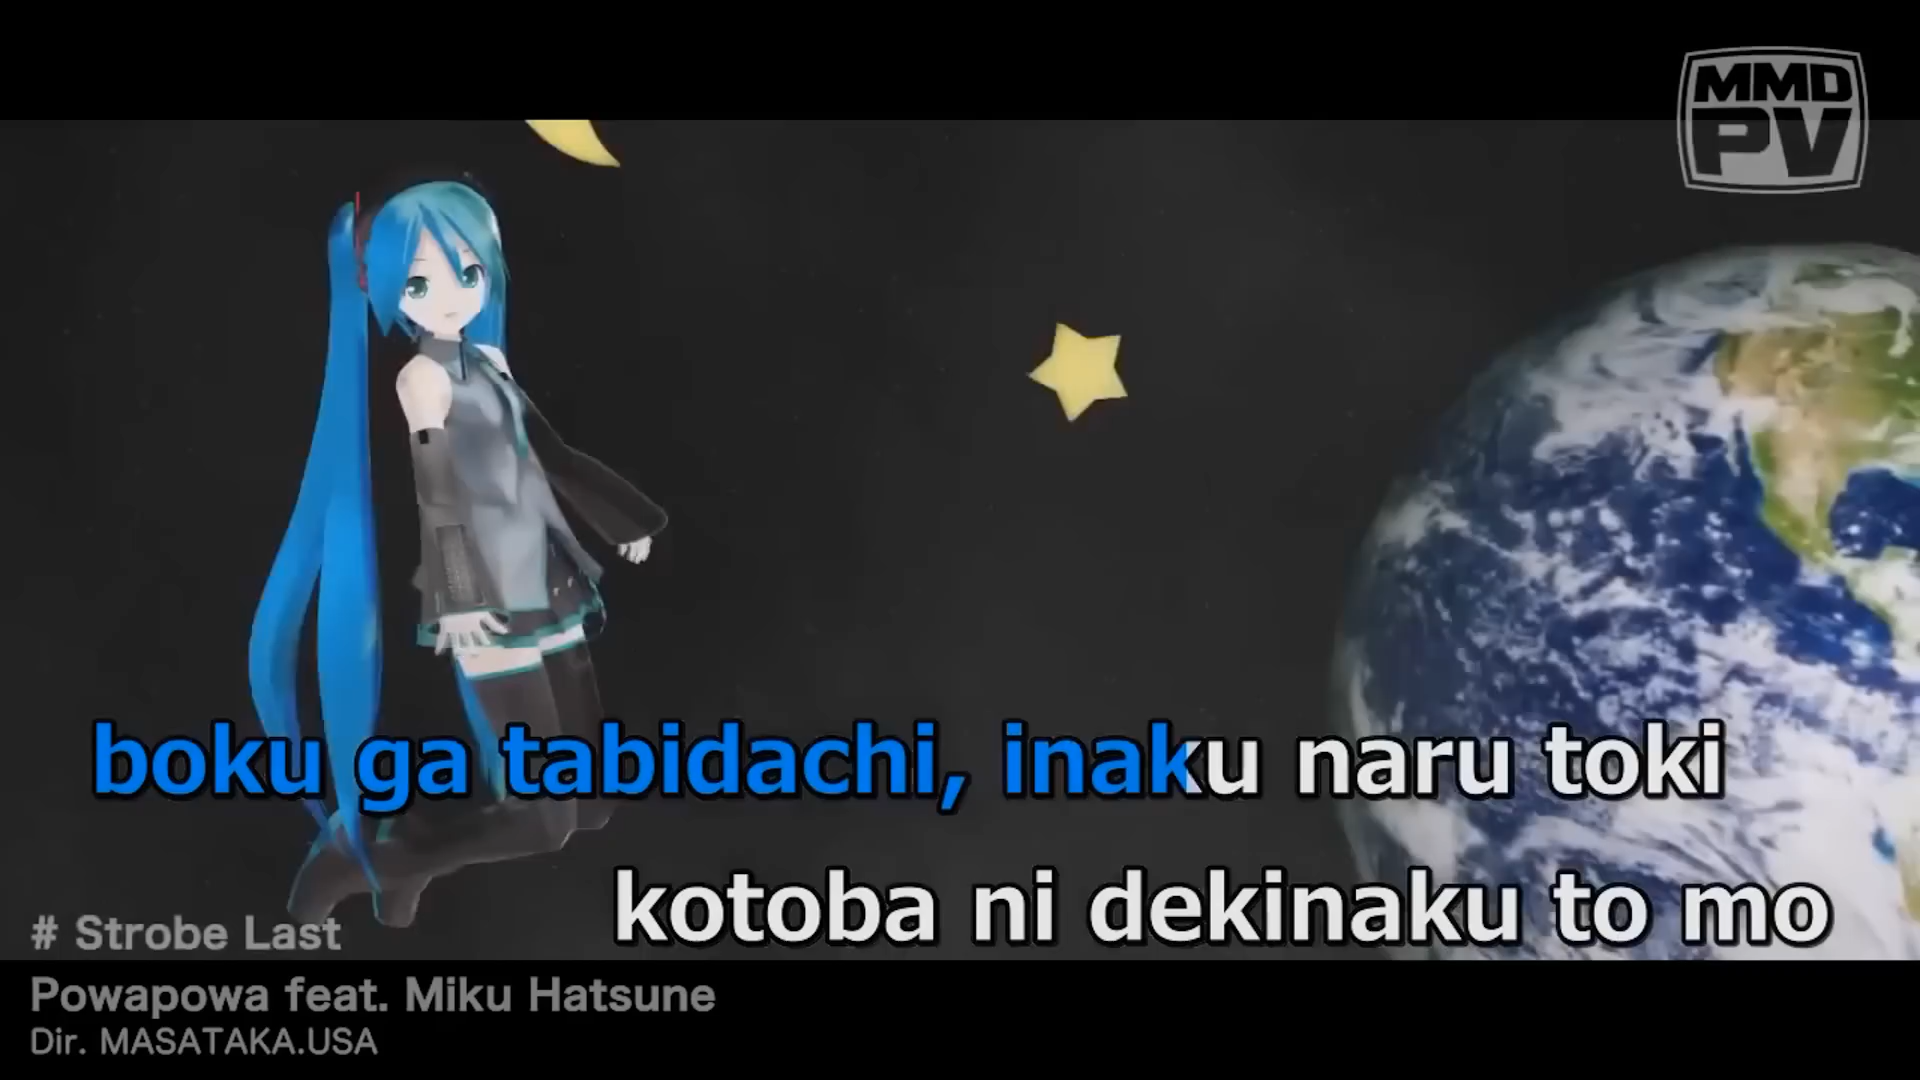 MMD
PV
boku ga tabidachi, inaku naru toki
kotoba ni dekinaku to mo
# Strobe Last
Powapowa feat. Miku Hatsune
Dir. MASATAKA.USA